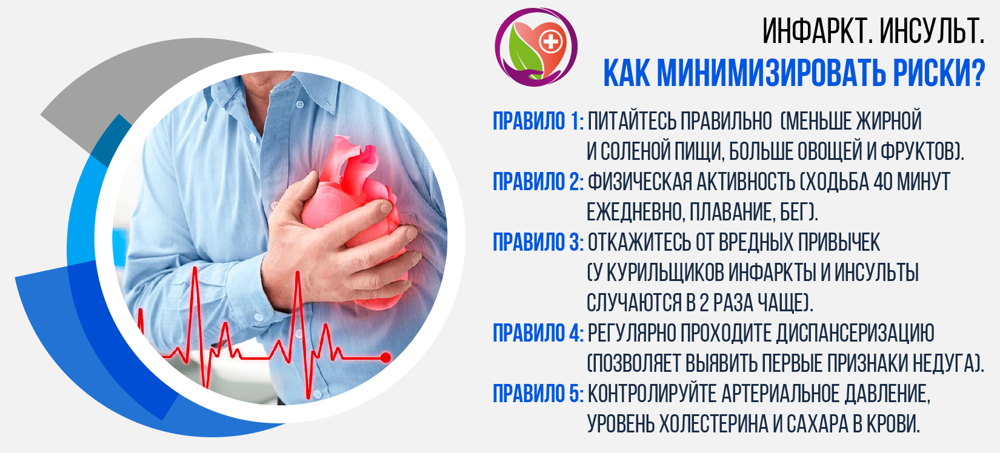 ИНФАРКТ. ИНСУЛЬТ.
КАК МИНИМИЗИРОВАТЬ РИСКИ?
ПРАВИЛО 1: ПИТАЙТЕСЬ ПРАВИЛЬНО (МЕНЬШЕ ЖИРНОЙ
И СОЛЕНОЙ ПИЩИ, БОЛЬШЕ ОВОЩЕЙ И ФРУКТОВ).
ПРАВИЛО 2: ФИЗИЧЕСКАЯ АКТИВНОСТЬ (ХОДЬБА 40 МИНУТ
ЕЖЕДНЕВНО, ПЛАВАНИЕ, БЕГ).
ПРАВИЛО 3: ОТКАЖИТЕСЬ ОТ ВРЕДНЫХ ПРИВЫЧЕК
(У КУРИЛЬЩИКОВ ИНФАРКТЫ И ИНСУЛЬТЫ
СЛУЧАЮТСЯ В 2 РАЗА ЧАЩЕ).
ПРАВИЛО 4: РЕГУЛЯРНО ПРОХОДИТЕ ДИСПАНСЕРИЗАЦИЮ
(ПОЗВОЛЯЕТ ВЫЯВИТЬ ПЕРВЫЕ ПРИЗНАКИ НЕДУГА).
ПРАВИЛО 5: КОНТРОЛИРУЙТЕ АРТЕРИАЛЬНОЕ ДАВЛЕНИЕ,
УРОВЕНЬ ХОЛЕСТЕРИНА И САХАРА В КРОВИ.